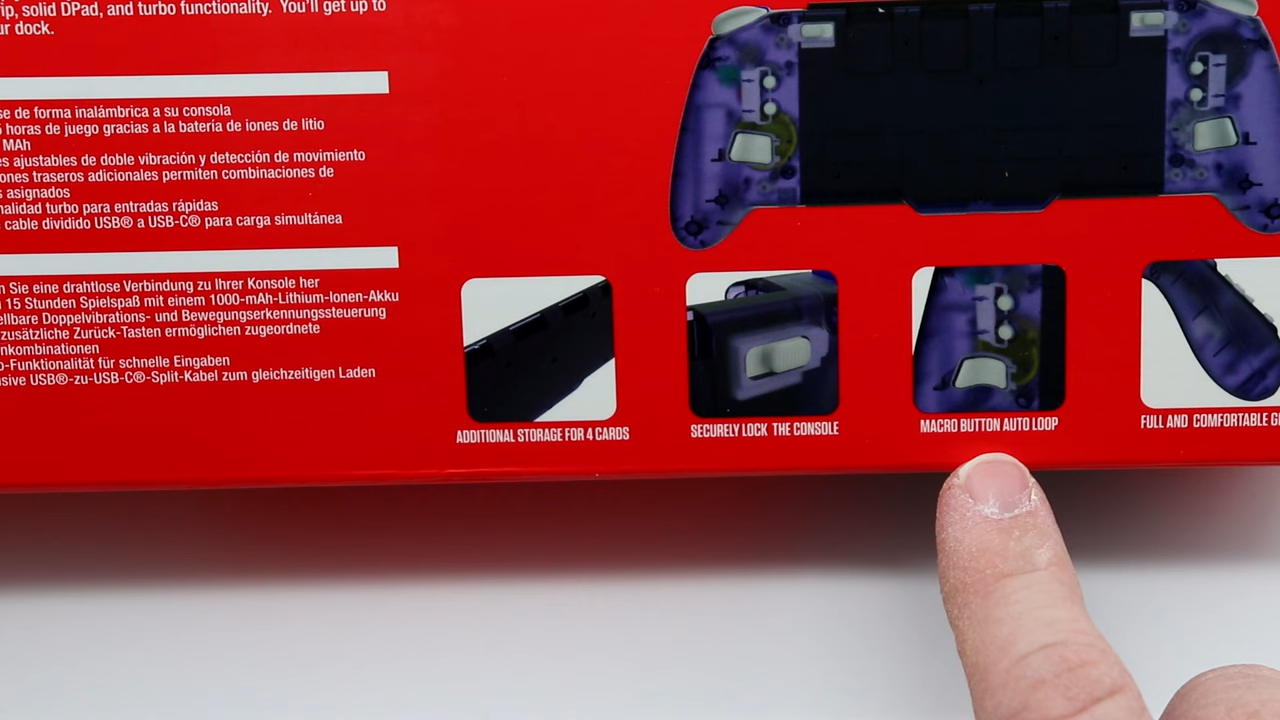 solid DPad, and turbo functionality. You'll get up to
ur dock.
se de forma inalámbrica a su consola
horas de juego gracias a la batería de iones de litio
MAh
es ajustables de doble vibración y detección de movimiento
ones traseros adicionales permiten combinaciones de
s asignados
nalidad turbo para entradas rápidas
cable dividido USB® a USB-C® para carga simultánea
n Sie eine drahtlose Verbindung zu Ihrer Konsole her
15 Stunden Spielspaß mit einem 1000-mAh-Lithium-Ionen-Akku
ellbare Doppelvibrations- und Bewegungserkennungssteuerung
zusätzliche Zurück-Tasten ermöglichen zugeordnete
nkombinationen
o-Funktionalität für schnelle Eingaben
sive USB®-zu-USB-C®-Split-Kabel zum gleichzeitigen Laden
ADDITIONAL STORAGE FOR 4 CARDS
SECURELY LOCK THE CONSOLE
MACRO BUTTON AUTO LOOP
FULL AND COMFORTABLE G